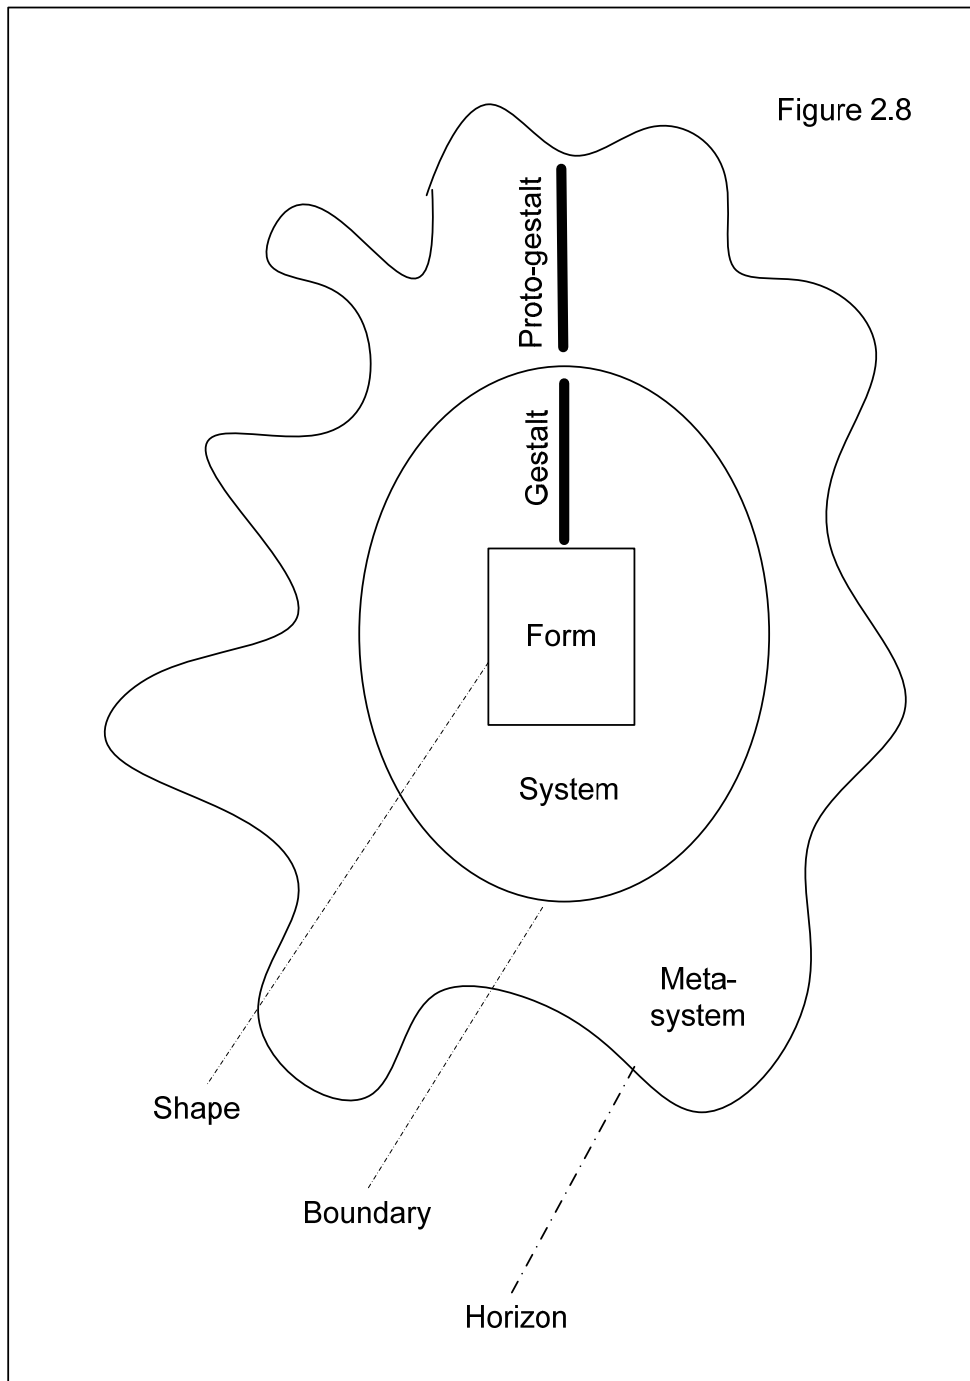 Figure 2.8
Proto-gestalt
Gestalt
Form
System
Meta-
system
Shape
Boundary
Horizon